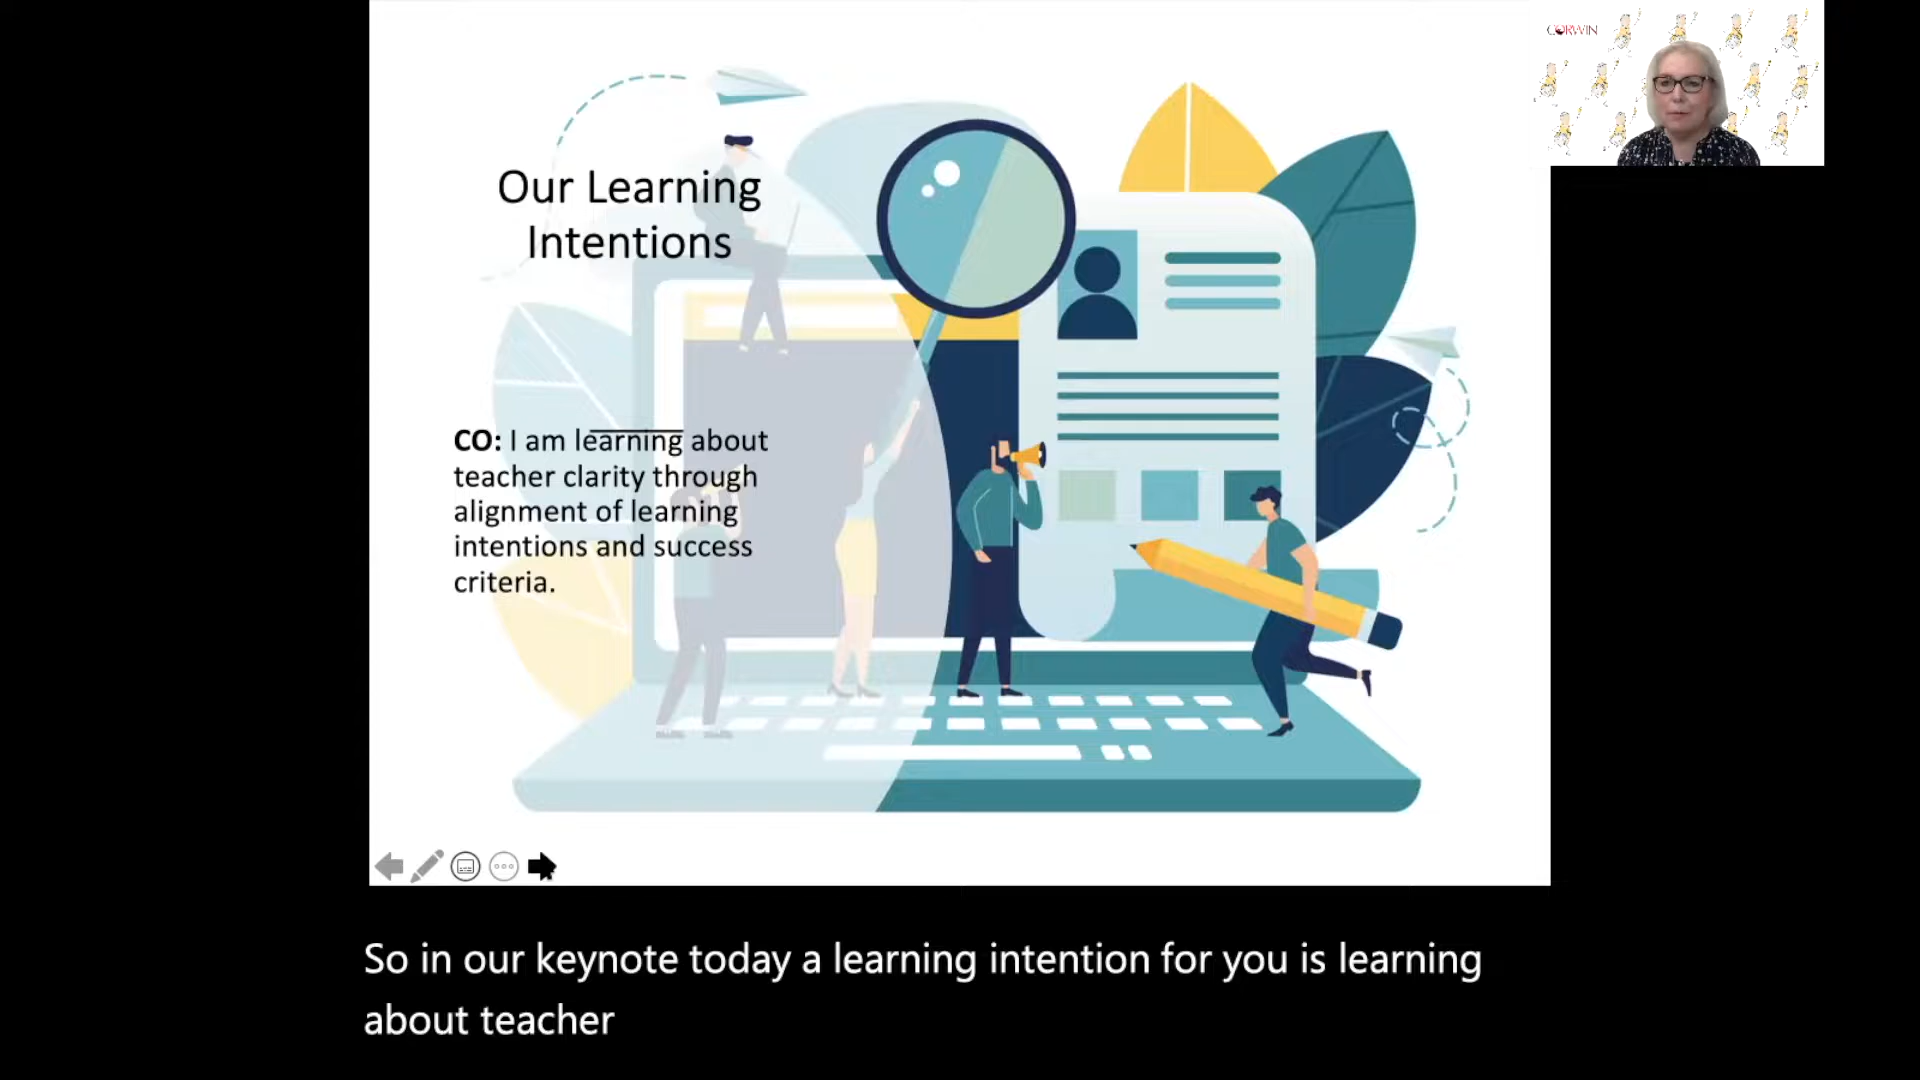 CORWIN
Our Learning
Intentions
CO: I am learning about
teacher clarity through
alignment of learning
intentions and success
criteria.
So in our keynote today a learning intention for you is learning
about teacher